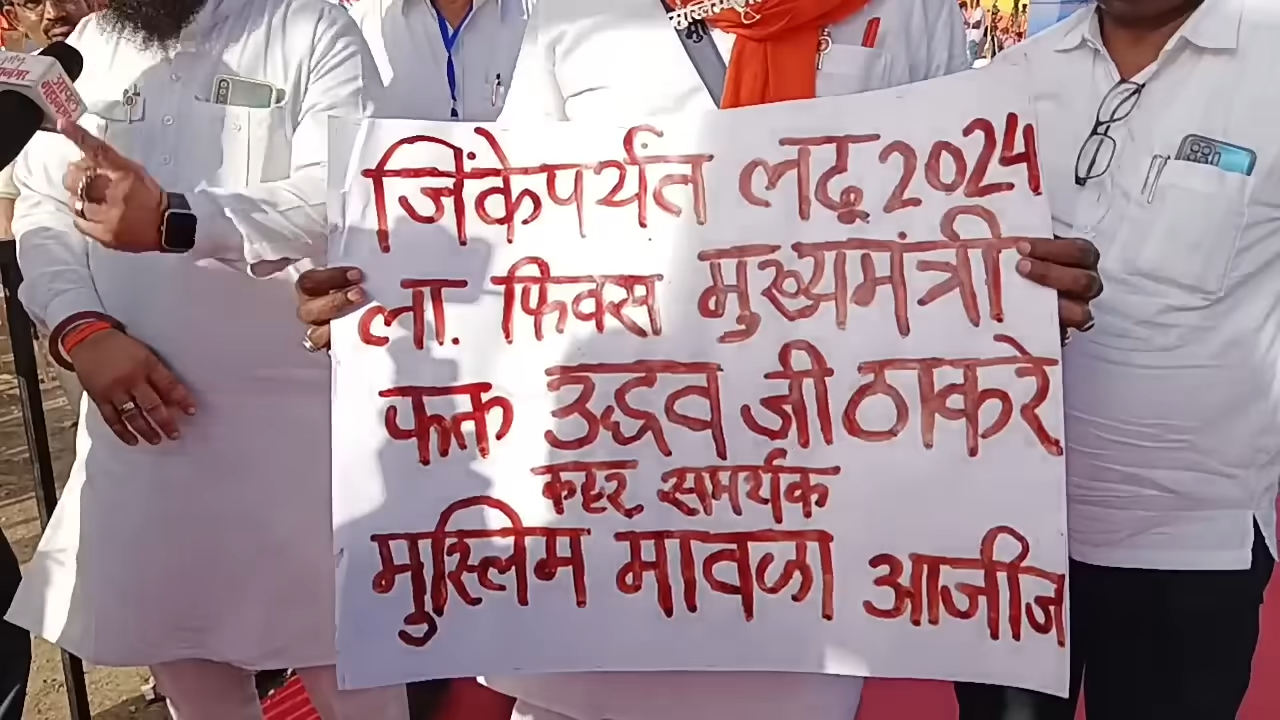 जिंकेपर्यंत लढू 2024
ला. फिक्स मुख्यमंत्री
फक्त उद्धव जी ठाकरे
कट्टर समर्थक
मुस्लिम मावळा आजीज